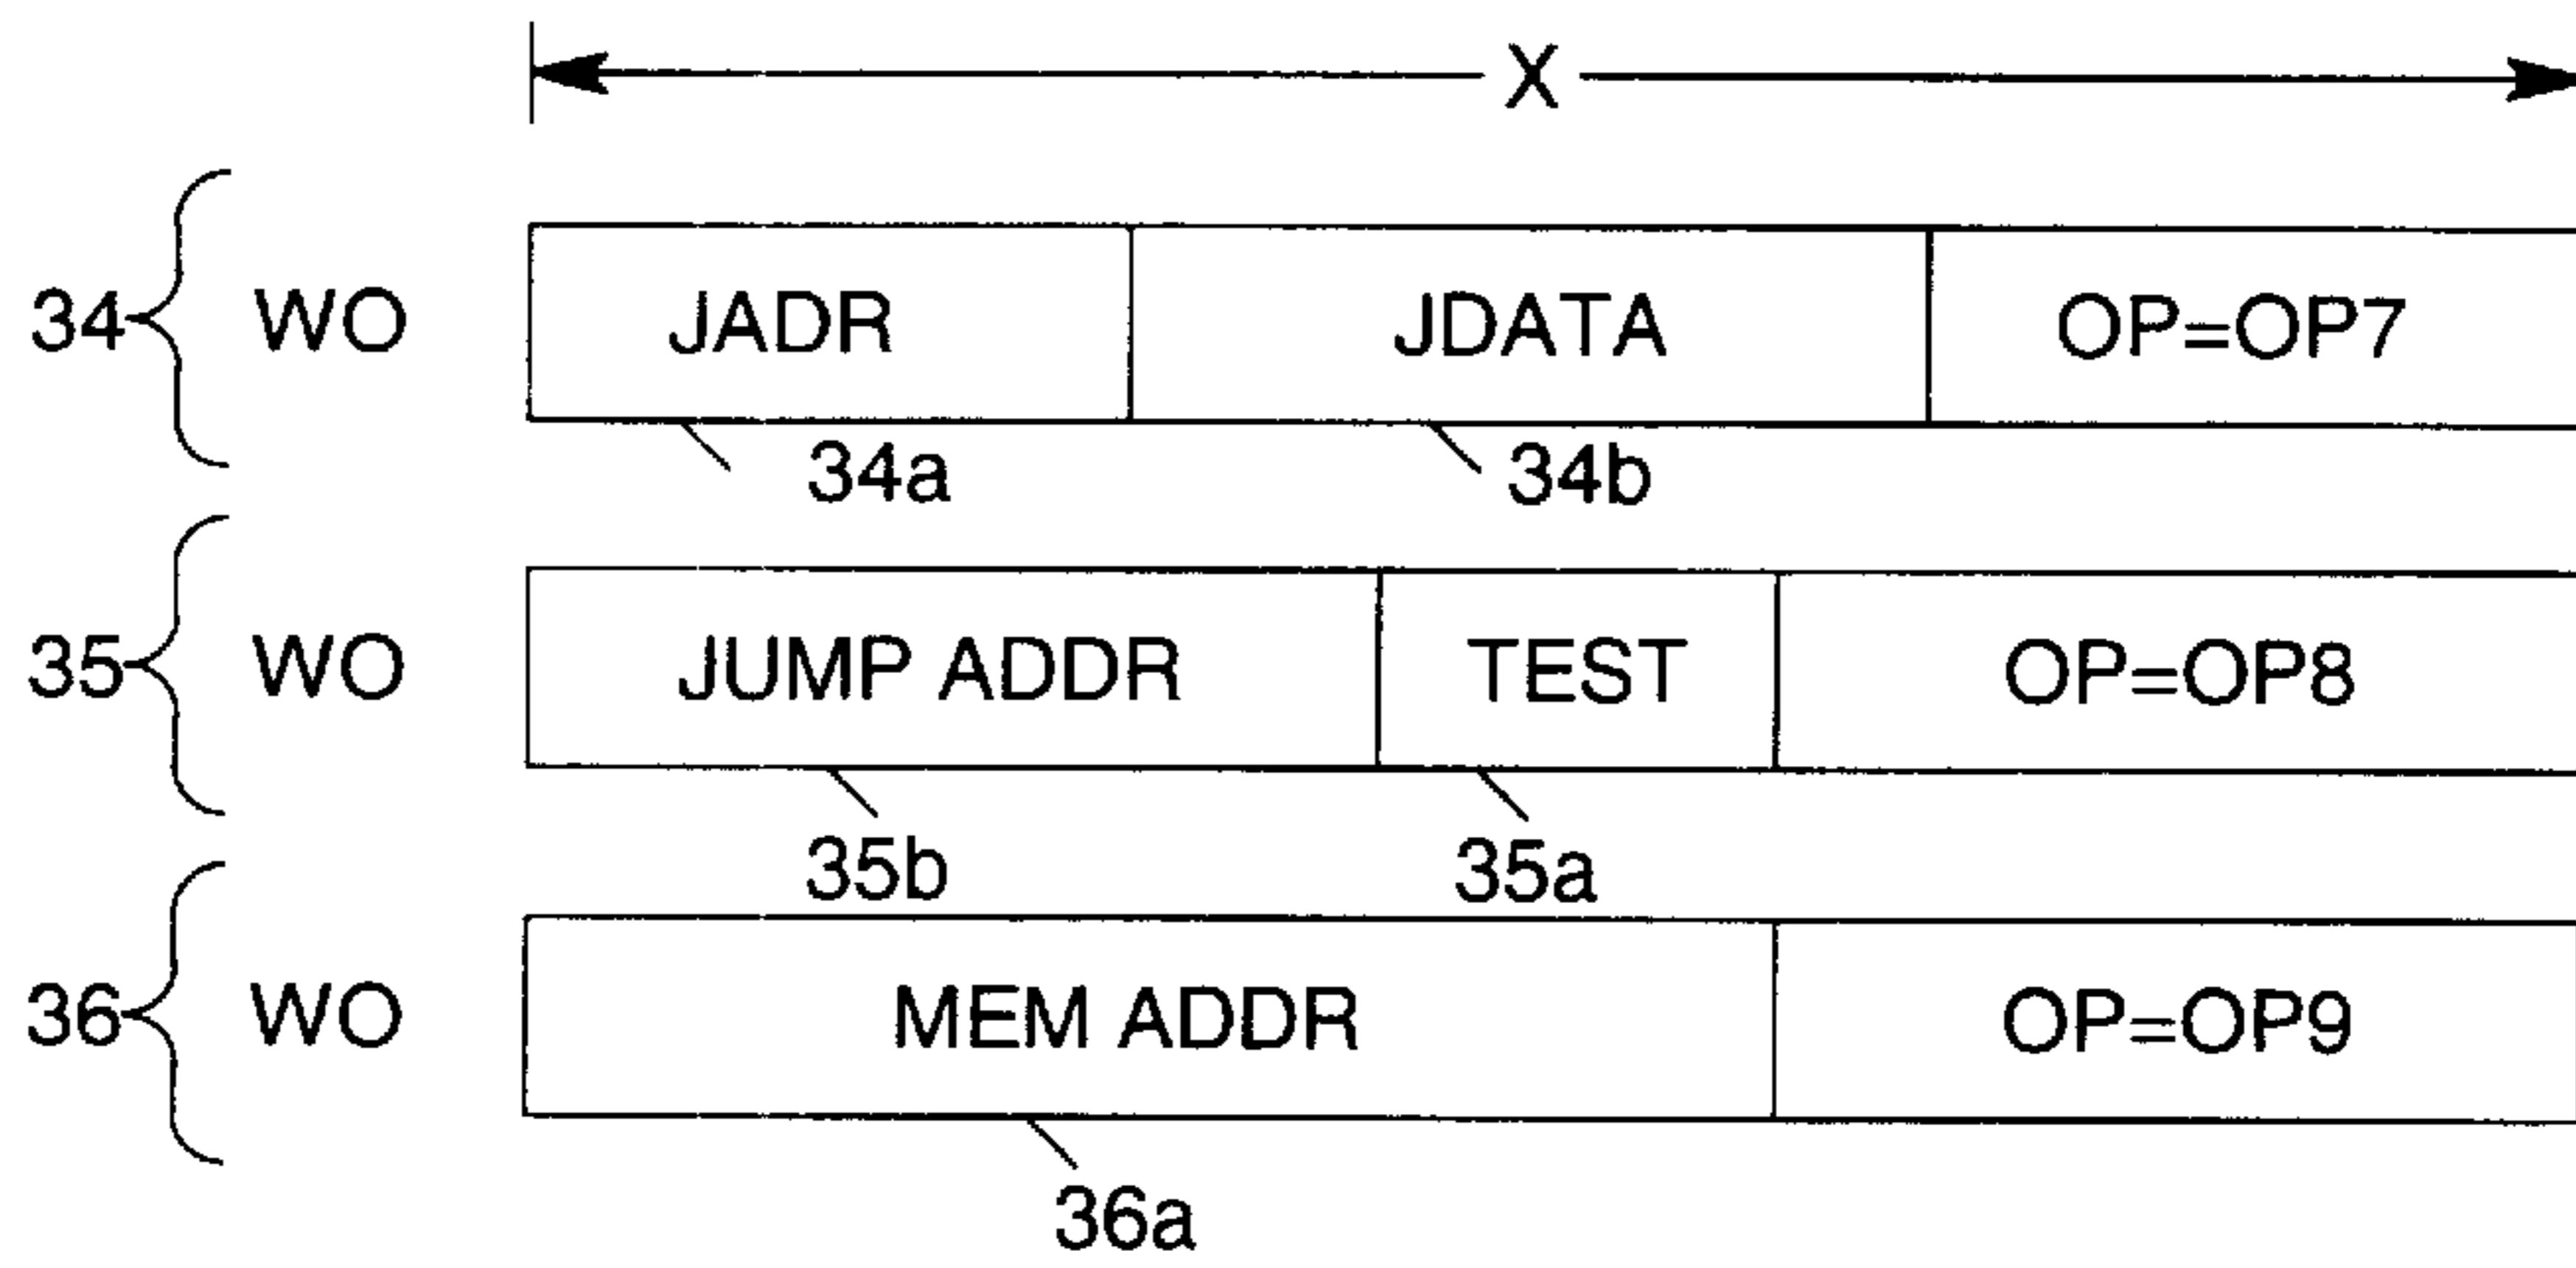 X
34 WO JADR JDATA OP=OP7
34a 34b
35 WO JUMP ADDR TEST OP=OP8
35b 35a
36 WO MEM ADDR OP=OP9
36a